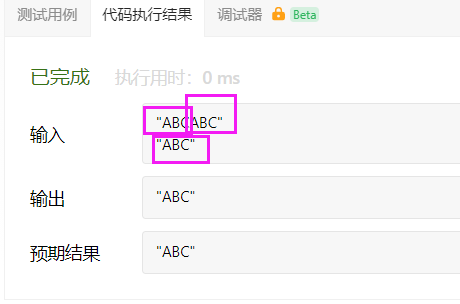 测试用例 代码执行结果 调试器 Beta
已完成 执行用时：0 ms
输入 "ABCABC"
"ABC"
输出 "ABC"
预期结果 "ABC"